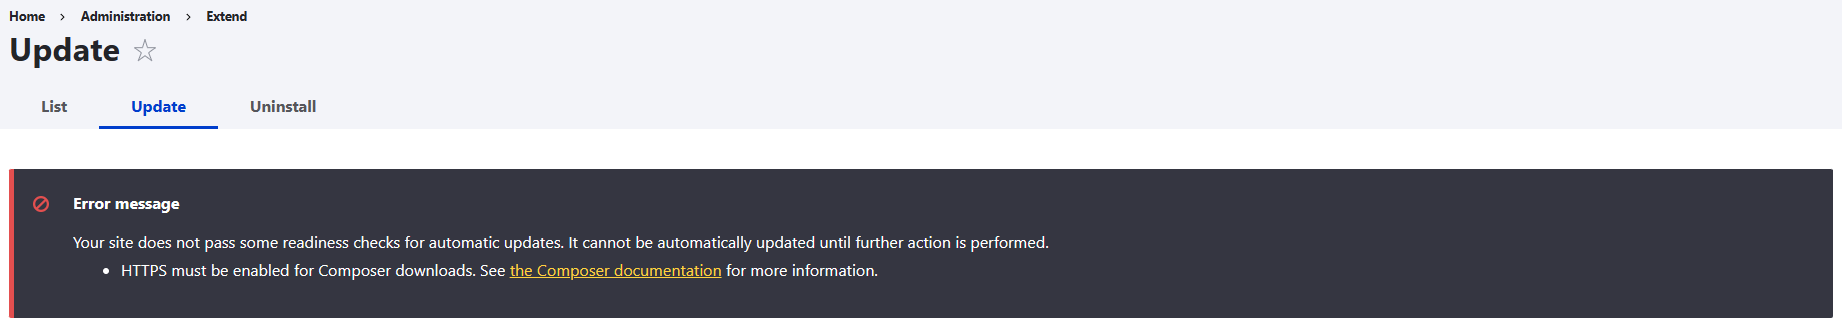 Home > Administration > Extend
Update
List Update Uninstall
Error message
Your site does not pass some readiness checks for automatic updates. It cannot be automatically updated until further action is performed.
• HTTPS must be enabled for Composer downloads. See the Composer documentation for more information.